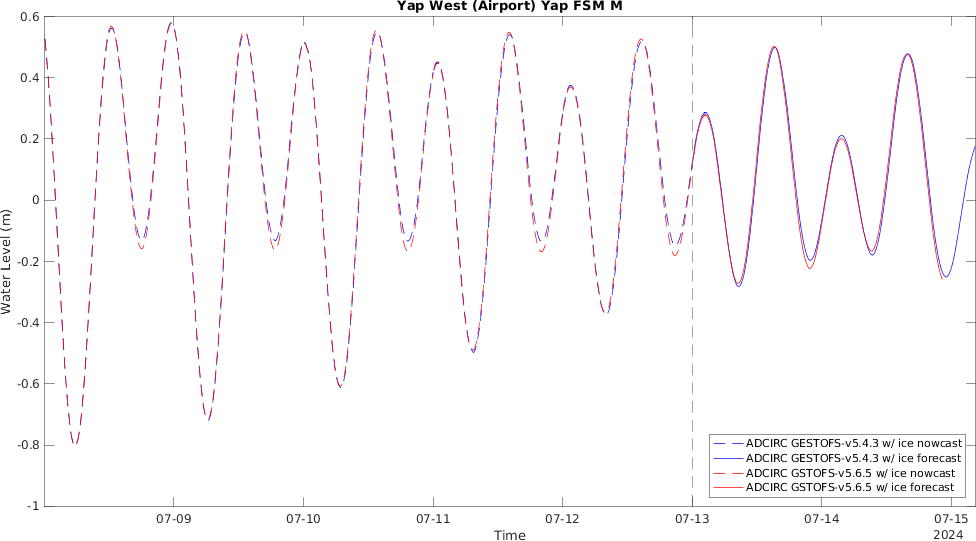 Yap West (Airport) Yap FSM M
0.6
0.4
0.2
0
-0.2
-0.4
-0.6
-0.8
-1
Water Level (m)
ADCIRC GESTOFS-v5.4.3 w/ ice nowcast
ADCIRC GESTOFS-v5.4.3 w/ ice forecast
ADCIRC GSTOFS-v5.6.5 w/ ice nowcast
ADCIRC GSTOFS-v5.6.5 w/ ice forecast
07-09 07-10 07-11 07-12 07-13 07-14 07-15
Time 2024